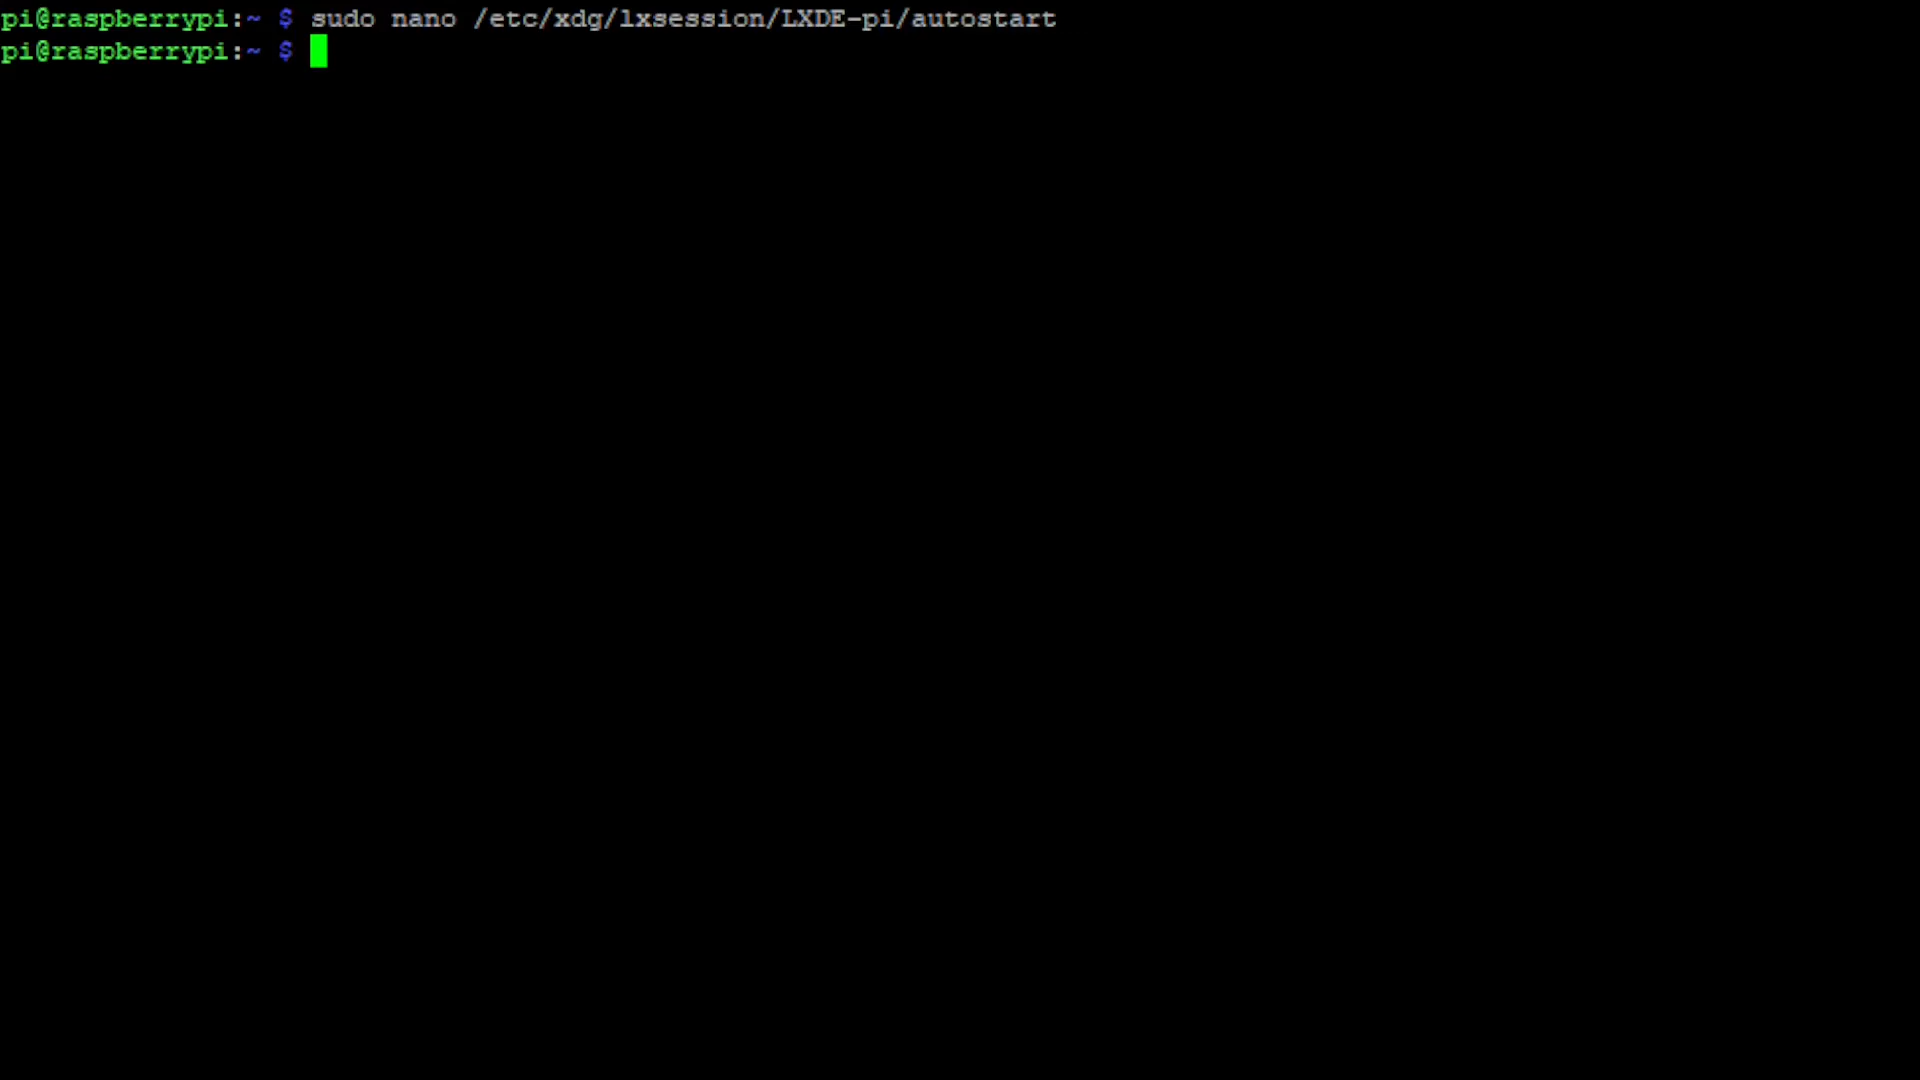 pi@raspberrypi:~ $ sudo nano /etc/xdg/lxsession/LXDE-pi/autostart
pi@raspberrypi:~ $